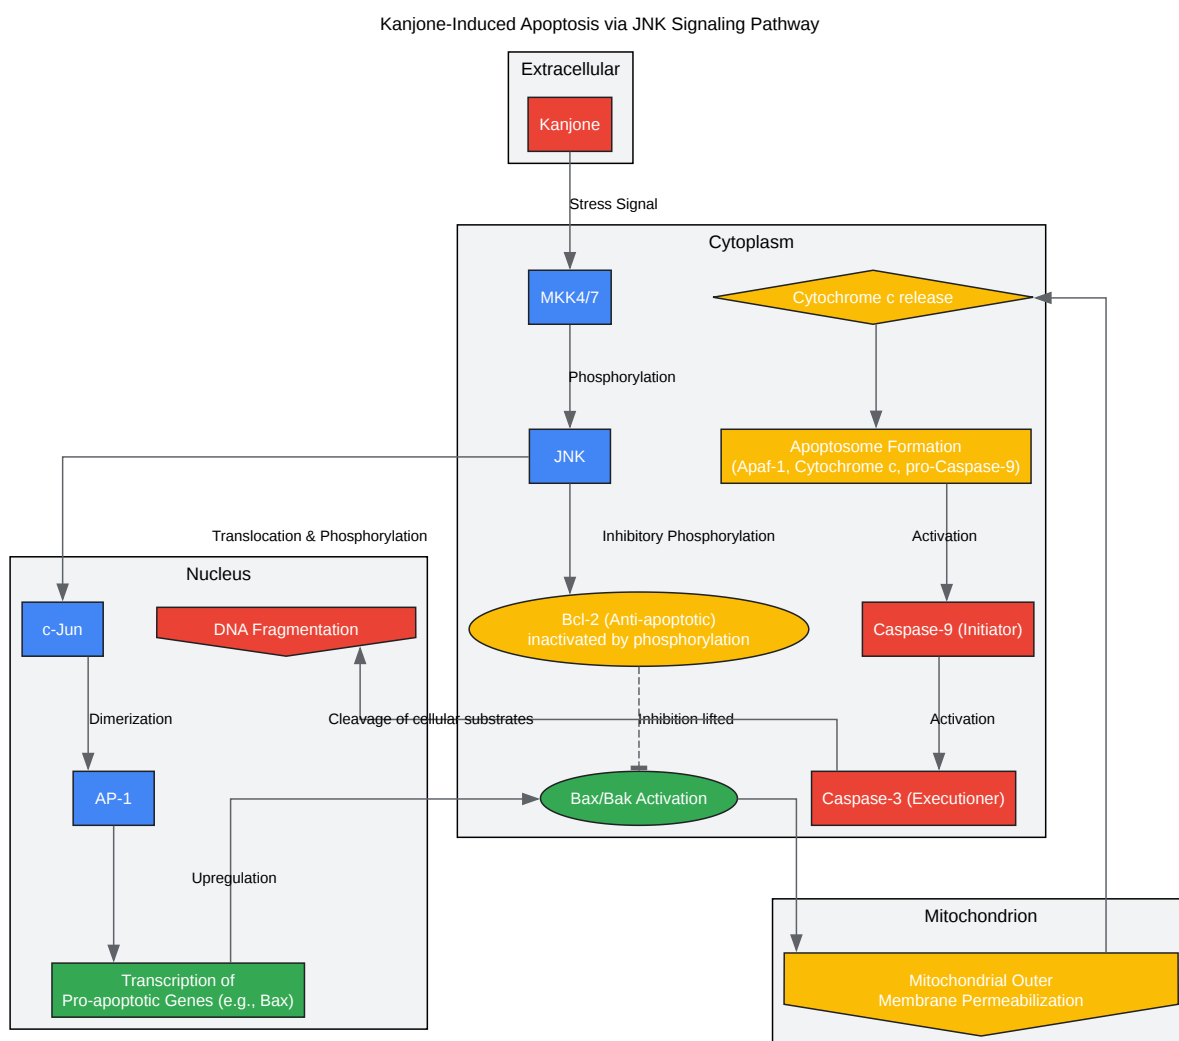 Kanjone-Induced Apoptosis via JNK Signaling Pathway
Extracellular
Kanjone
Stress Signal
Cytoplasm
MKK4/7
Cytochrome c release
Phosphorylation
JNK
Apoptosome Formation
(Apaf-1, Cytochrome c, pro-Caspase-9)
Translocation & Phosphorylation
Inhibitory Phosphorylation
Activation
Nucleus
c-Jun
DNA Fragmentation
Bcl-2 (Anti-apoptotic)
inactivated by phosphorylation
Caspase-9 (Initiator)
Dimerization
Cleavage of cellular substrates
Inhibition lifted
Activation
AP-1
Bax/Bak Activation
Caspase-3 (Executioner)
Upregulation
Mitochondrion
Transcription of
Pro-apoptotic Genes (e.g., Bax)
Mitochondrial Outer
Membrane Permeabilization